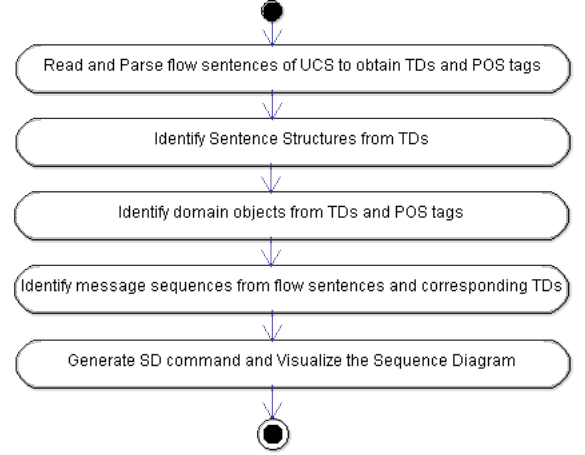 Read and Parse flow sentences of UCS to obtain TDs and POS tags
Identify Sentence Structures from TDs
Identify domain objects from TDs and POS tags
Identify message sequences from flow sentences and corresponding TDs
Generate SD command and Visualize the Sequence Diagram